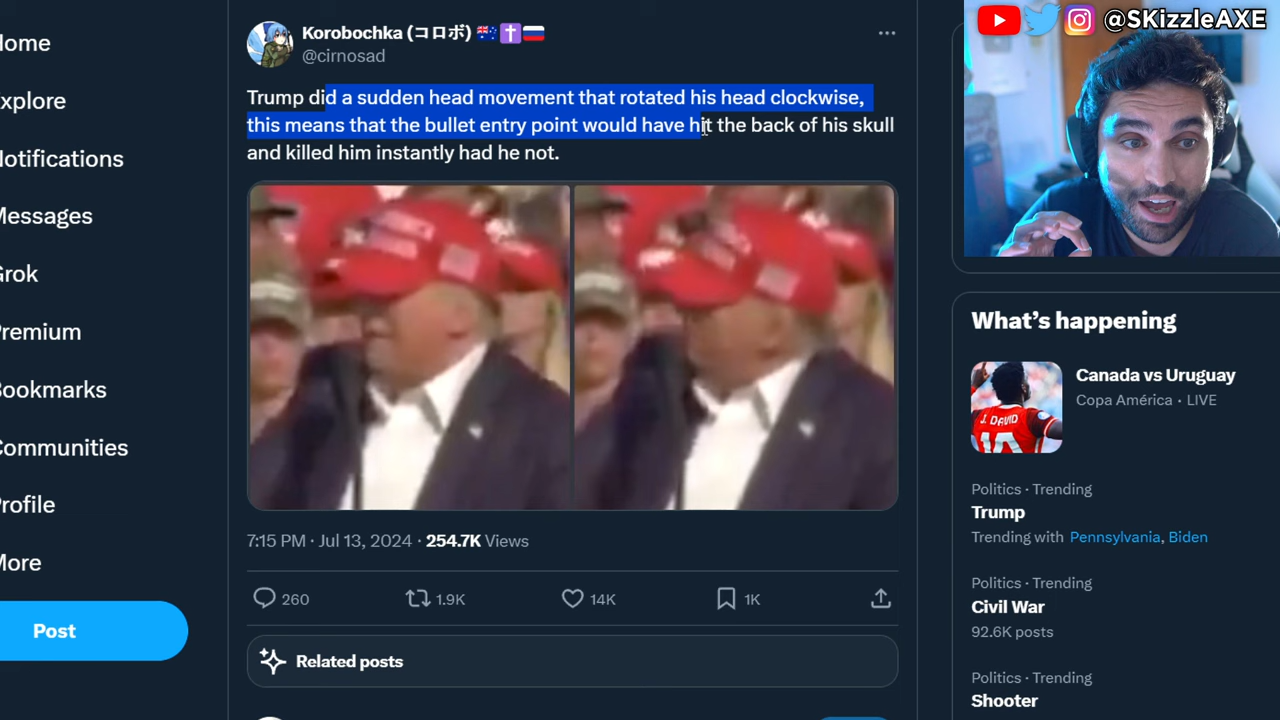 @SKizzleAXE
Home
Explore
Notifications
Messages
Grok
Premium
Bookmarks
Communities
Profile
More
Post
Korobochka (コロボ)
@cirnosad
Trump did a sudden head movement that rotated his head clockwise,
this means that the bullet entry point would have hit the back of his skull
and killed him instantly had he not.
7:15 PM · Jul 13, 2024 · 254.7K Views
260
1.9K
14K
1K
Related posts
What's happening
Canada vs Uruguay
Copa América · LIVE
J. DAVID
10
Politics · Trending
Trump
Trending with Pennsylvania, Biden
Politics · Trending
Civil War
92.6K posts
Politics · Trending
Shooter